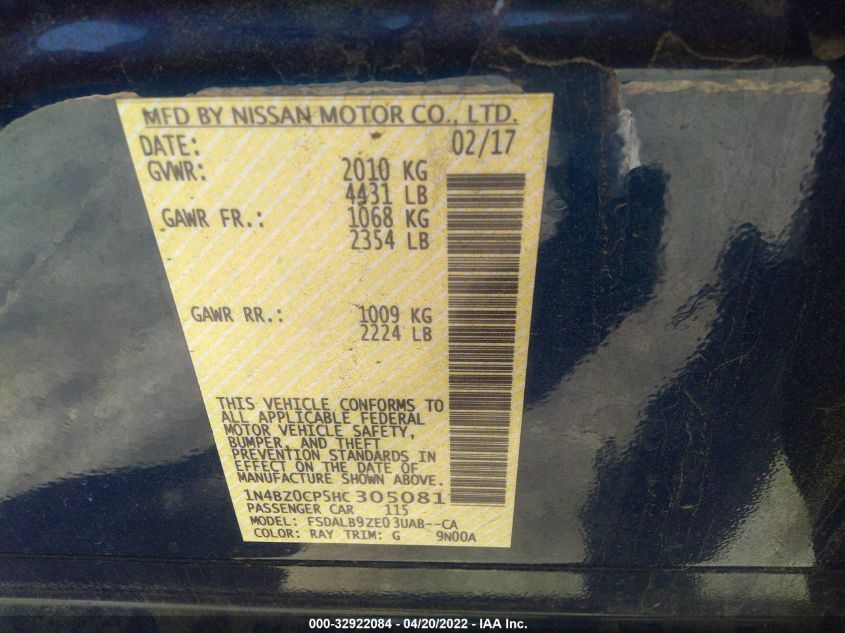 MFD BY NISSAN MOTOR CO., LTD.
DATE: 02/17
GVWR: 2010 KG
4431 LB
GAWR FR.: 1068 KG
2354 LB
GAWR RR.: 1009 KG
2224 LB
THIS VEHICLE CONFORMS TO
ALL APPLICABLE FEDERAL
MOTOR VEHICLE SAFETY,
BUMPER, AND THEFT
PREVENTION STANDARDS IN
EFFECT ON THE DATE OF
MANUFACTURE SHOWN ABOVE.
1N4BZ0CP5HC305081
PASSENGER CAR 115
MODEL: FSDALB9ZE03UAB--CA
COLOR: RAY TRIM: G 9N00A
000-32922084 - 04/20/2022 - IAA Inc.